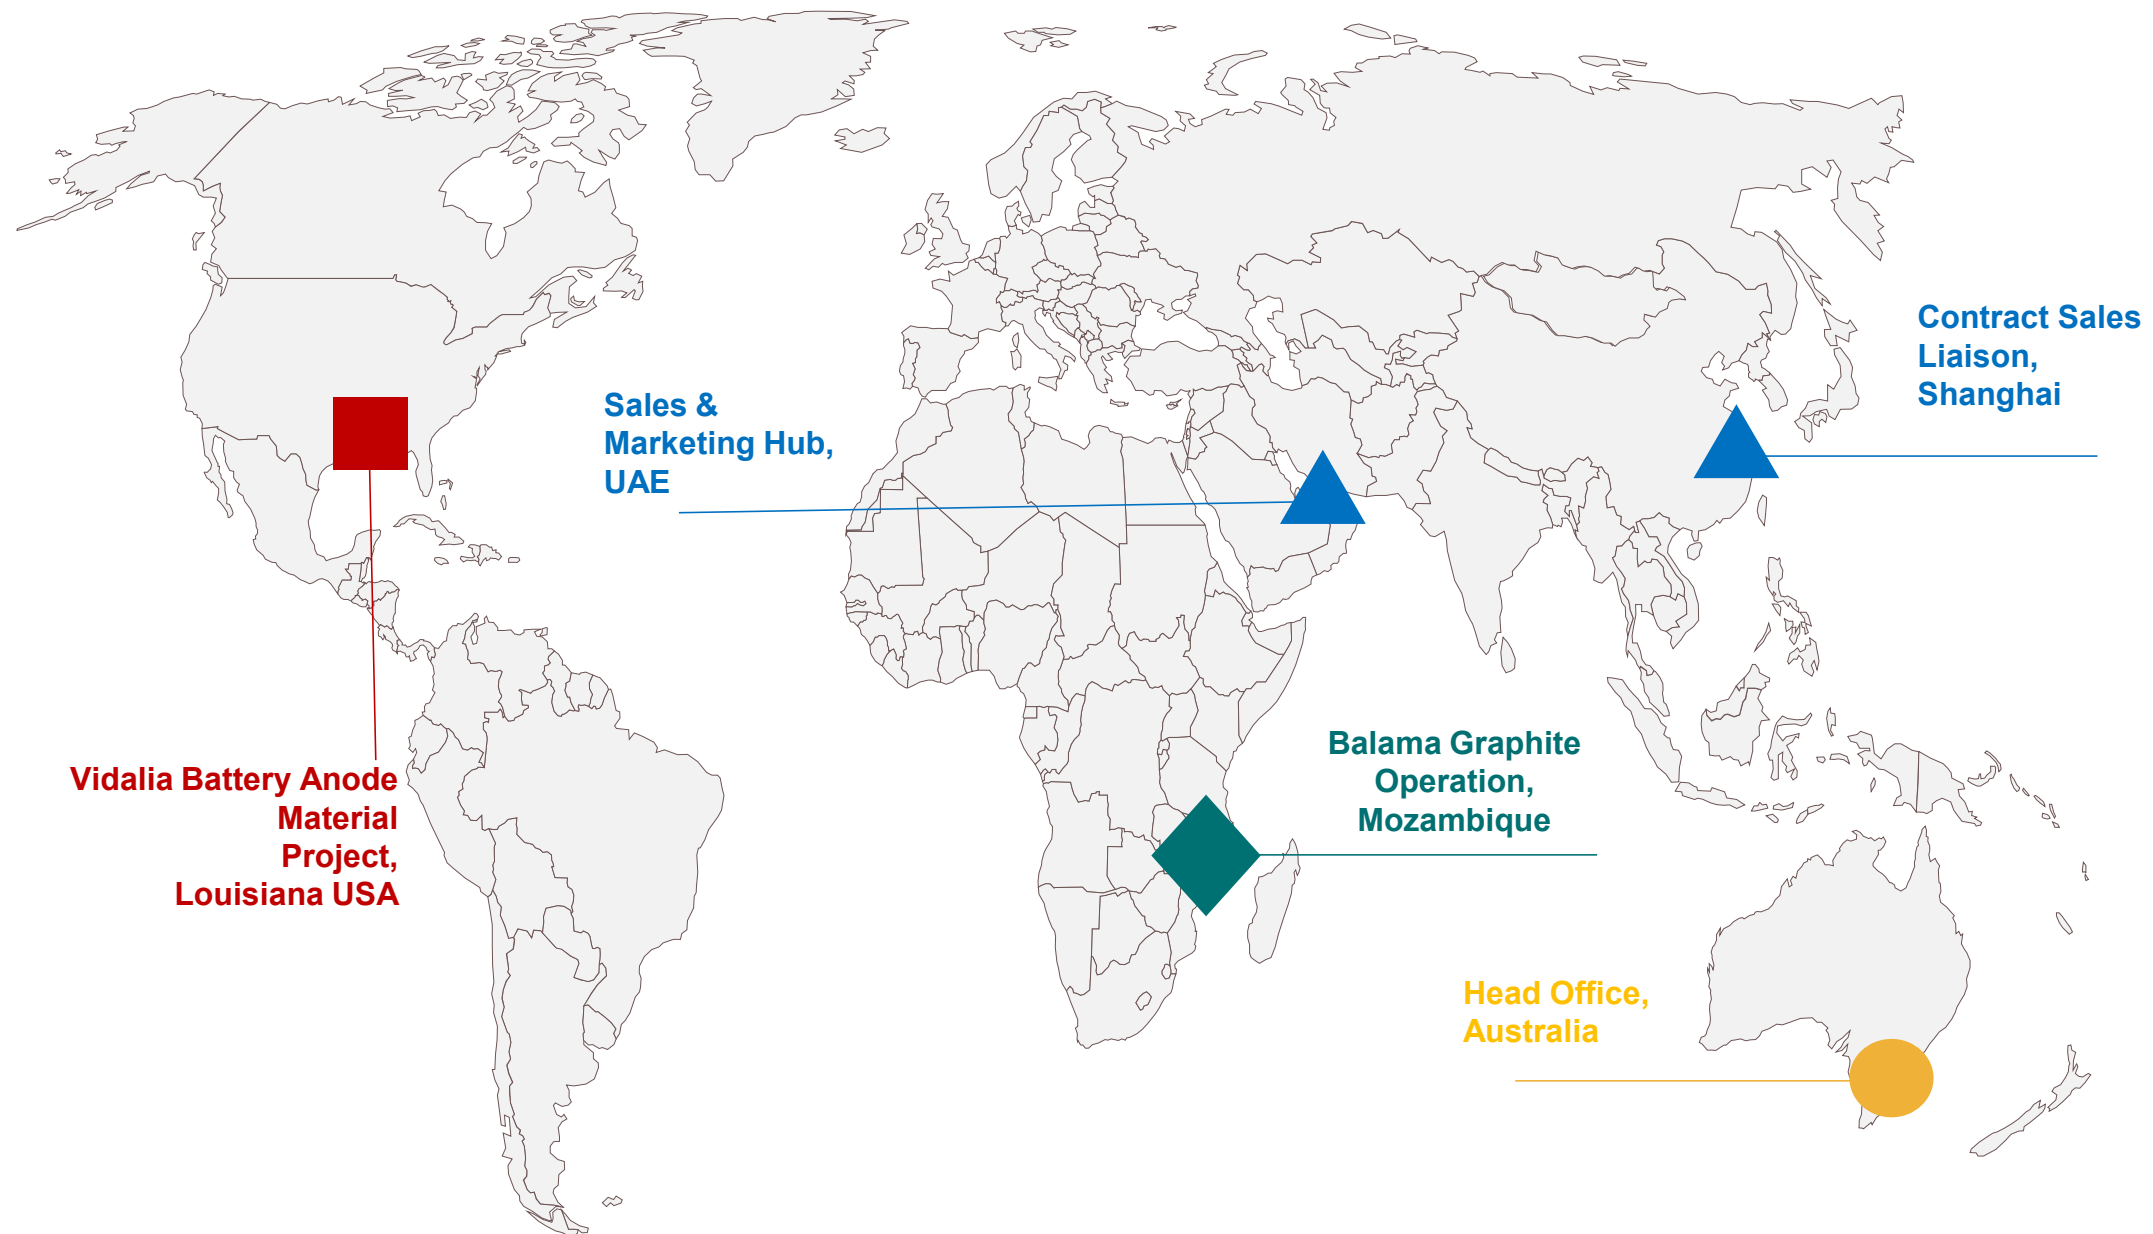 Contract Sales
Liaison,
Shanghai
Sales &
Marketing Hub,
UAE
Balama Graphite
Operation,
Mozambique
Vidalia Battery Anode
Material
Project,
Louisiana USA
Head Office,
Australia